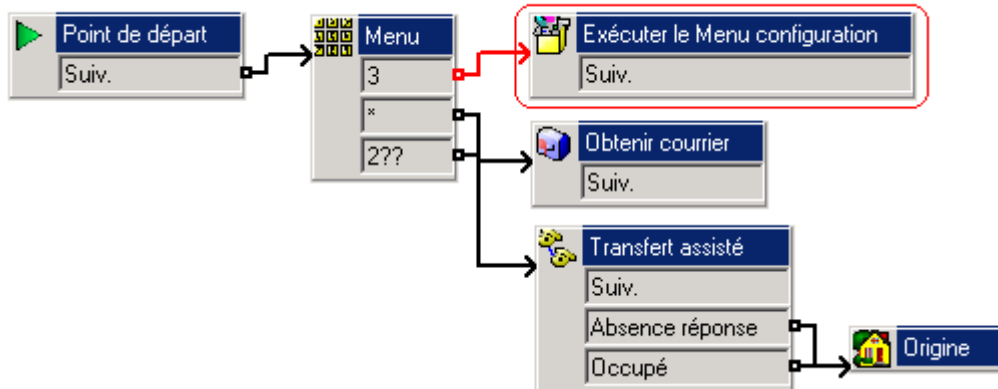 Point de départ
Suiv.
Menu
3
*
2??
Exécuter le Menu configuration
Suiv.
Obtenir courrier
Suiv.
Transfert assisté
Suiv.
Absence réponse
Occupé
Origine